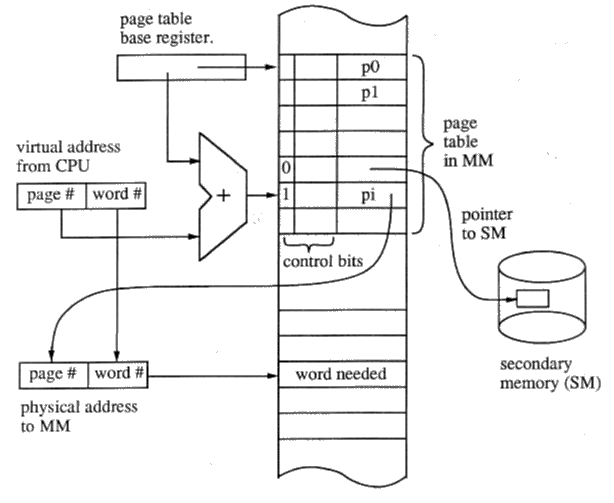 page table
base register.
p0
p1
page
table
in MM
virtual address
from CPU
0
page # word #
+
1
pi
pointer
to SM
control bits
page # word #
word needed
secondary
memory (SM)
physical address
to MM